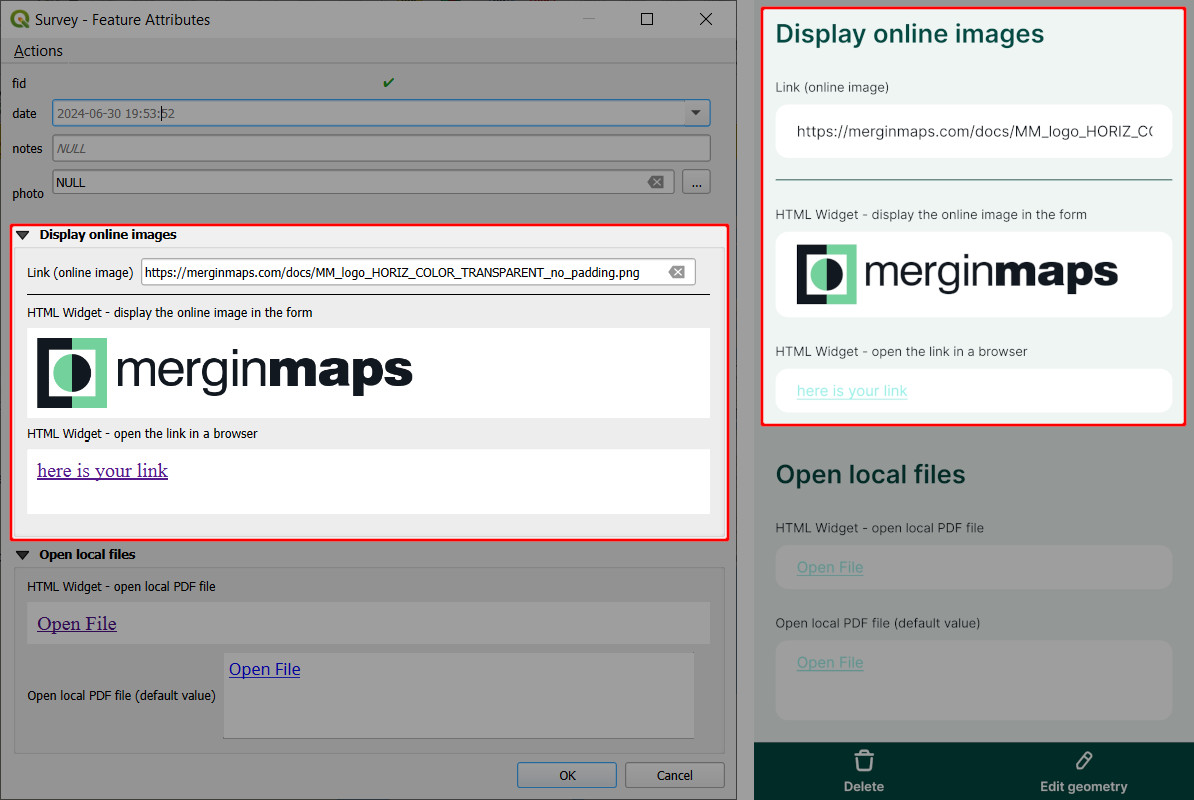 Survey - Feature Attributes
Actions
fid
date 2024-06-30 19:53:52
notes NULL
photo NULL ...
Display online images
Link (online image) https://merginmaps.com/docs/MM_logo_HORIZ_COLOR_TRANSPARENT_no_padding.png
HTML Widget - display the online image in the form
merginmaps
HTML Widget - open the link in a browser
here is your link
Open local files
HTML Widget - open local PDF file
Open File
Open local PDF file (default value) Open File
OK Cancel
Display online images
Link (online image)
https://merginmaps.com/docs/MM_logo_HORIZ_CO
HTML Widget - display the online image in the form
merginmaps
HTML Widget - open the link in a browser
here is your link
Open local files
HTML Widget - open local PDF file
Open File
Open local PDF file (default value)
Open File
Delete Edit geometry